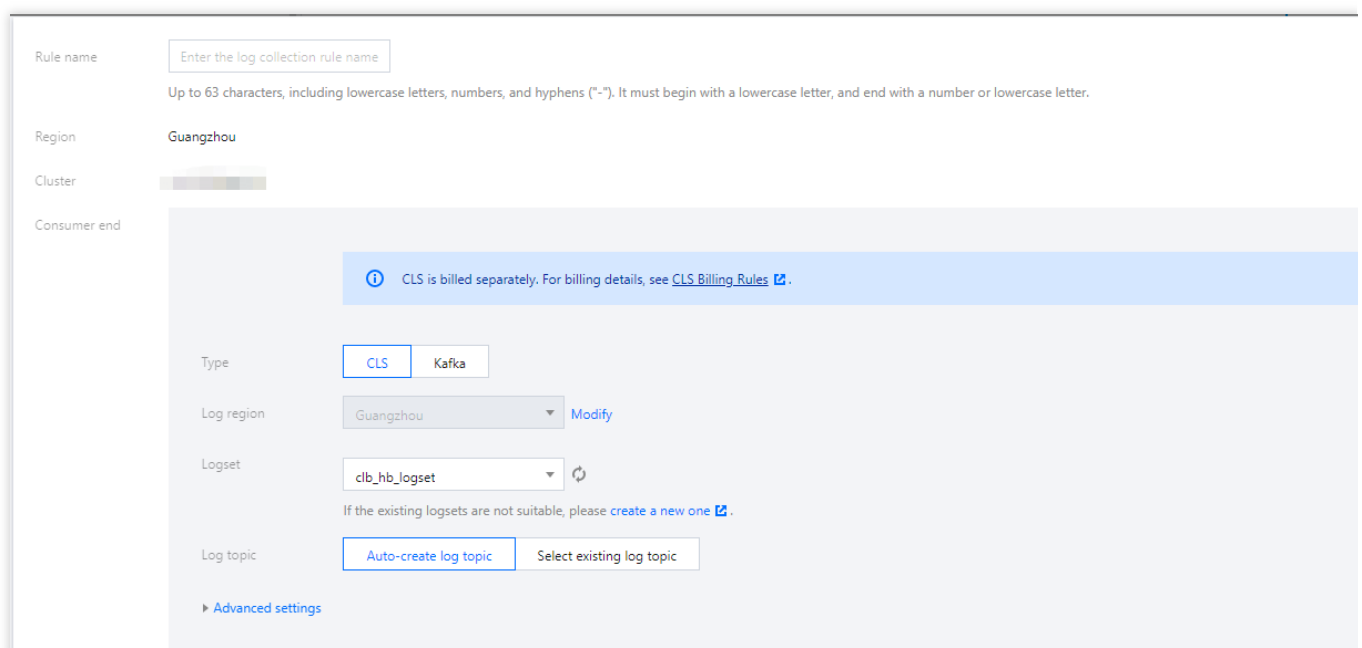 Rule name Enter the log collection rule name
Up to 63 characters, including lowercase letters, numbers, and hyphens ("-"). It must begin with a lowercase letter, and end with a number or lowercase letter.
Region Guangzhou
Cluster
Consumer end
CLS is billed separately. For billing details, see CLS Billing Rules .
Type CLS Kafka
Log region Guangzhou Modify
Logset clb_hb_logset
If the existing logsets are not suitable, please create a new one .
Log topic Auto-create log topic Select existing log topic
Advanced settings